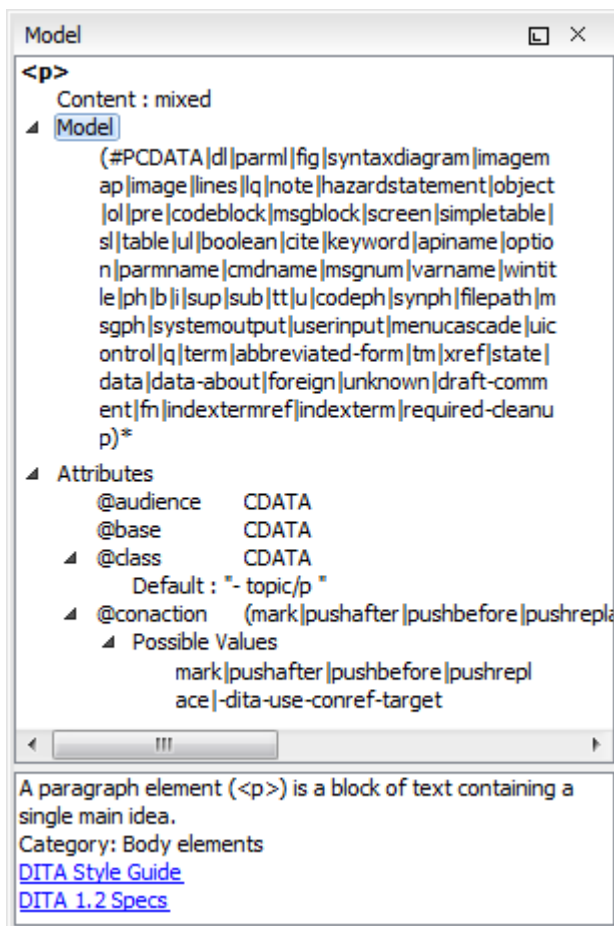 Model
<p>
Content : mixed
Model
(#PCDATA|dl|parml|fig|syntaxdiagram|imagem
ap|image|lines|lq|note|hazardstatement|object
|ol|pre|codeblock|msgblock|screen|simpletable|
sl|table|ul|boolean|cite|keyword|apiname|optio
n|parmname|cmdname|msgnum|varname|wintit
le|ph|b|i|sup|sub|tt|u|codeph|synph|filepath|m
sgph|systemoutput|userinput|menucascade|uic
ontrol|q|term|abbreviated-form|tm|xref|state|
data|data-about|foreign|unknown|draft-comm
ent|fn|indextermref|indexterm|required-cleanu
p)*
Attributes
@audience CDATA
@base CDATA
@class CDATA
Default : "- topic/p "
@conaction (mark|pushafter|pushbefore|pushrepla
Possible Values
mark|pushafter|pushbefore|pushrepl
ace|-dita-use-conref-target
A paragraph element (<p>) is a block of text containing a
single main idea.
Category: Body elements
DITA Style Guide
DITA 1.2 Specs